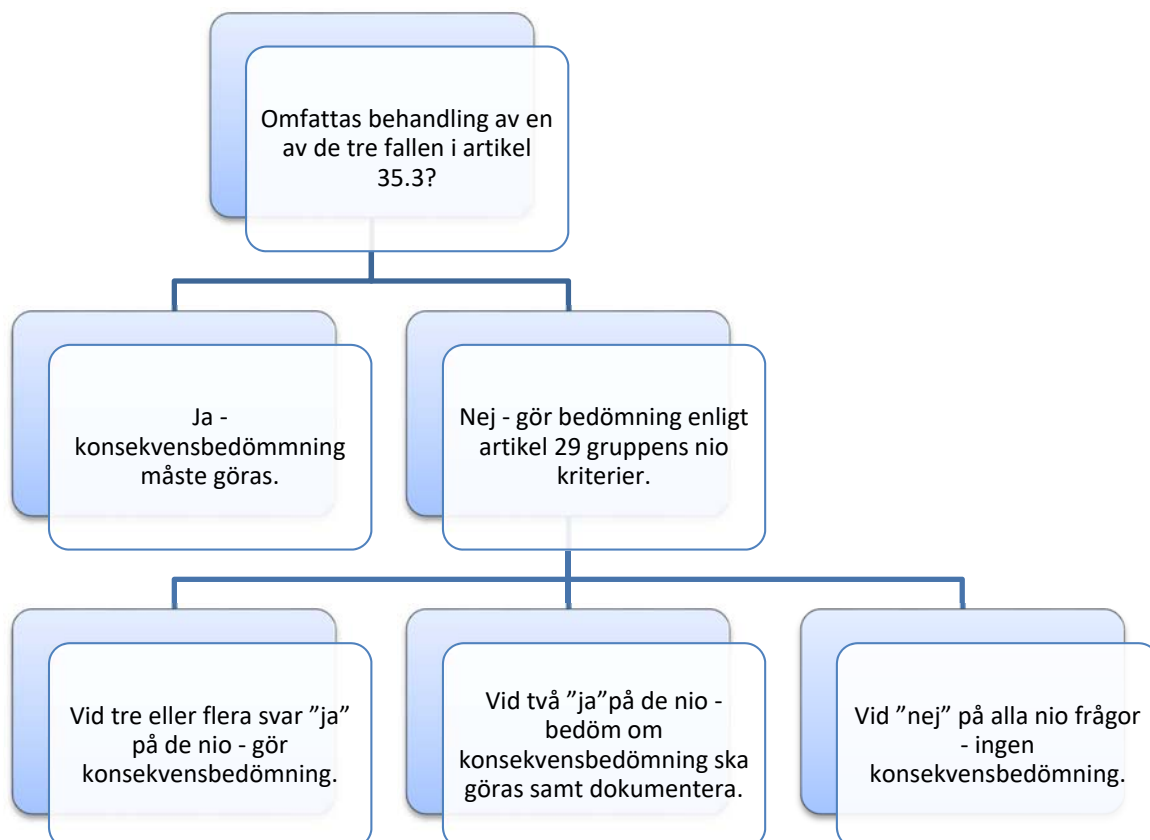 Omfattas behandling av en
av de tre fallen i artikel
35.3?
Ja -
konsekvensbedömmning
måste göras.
Nej - gör bedömning enligt
artikel 29 gruppens nio
kriterier.
Vid tre eller flera svar ”ja”
på de nio - gör
konsekvensbedömning.
Vid två ”ja”på de nio -
bedöm om
konsekvensbedömning ska
göras samt dokumentera.
Vid ”nej” på alla nio frågor
- ingen
konsekvensbedömning.